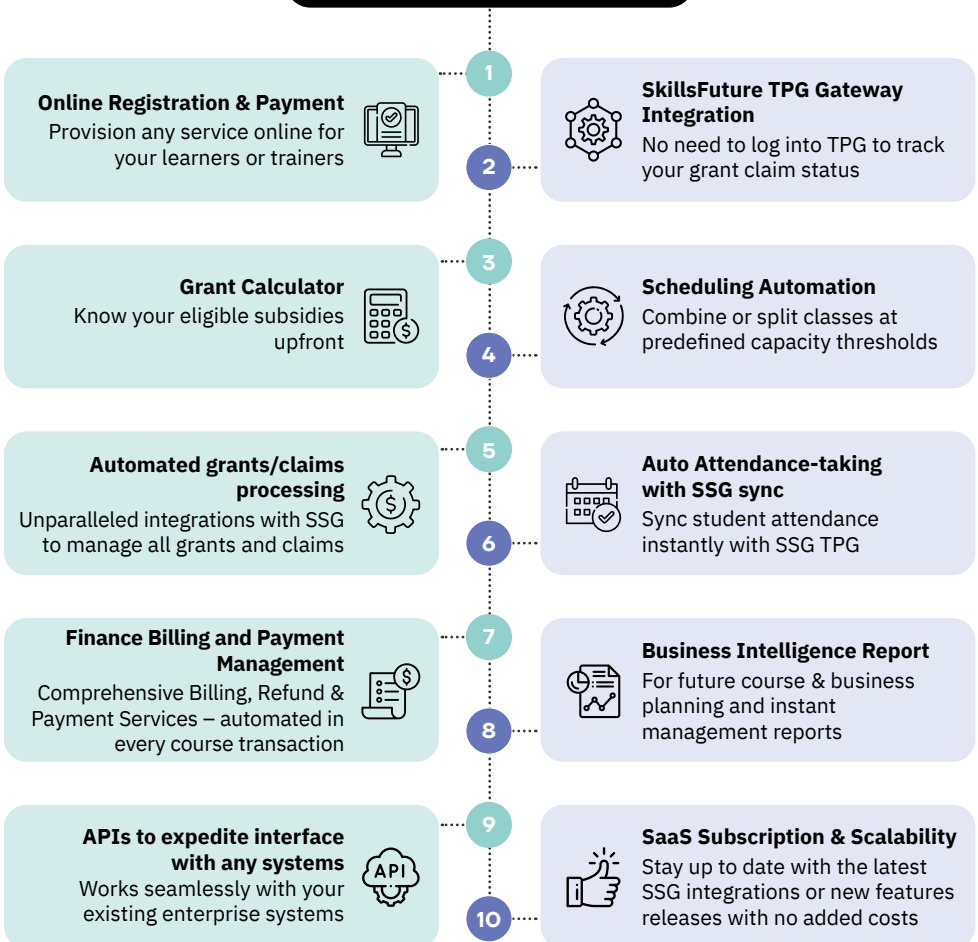 1
Online Registration & Payment
Provision any service online for
your learners or trainers
2
SkillsFuture TPG Gateway
Integration
No need to log into TPG to track
your grant claim status
3
Grant Calculator
Know your eligible subsidies
upfront
4
Scheduling Automation
Combine or split classes at
predefined capacity thresholds
5
Automated grants/claims
processing
Unparalleled integrations with SSG
to manage all grants and claims
6
Auto Attendance-taking
with SSG sync
Sync student attendance
instantly with SSG TPG
7
Finance Billing and Payment
Management
Comprehensive Billing, Refund &
Payment Services – automated in
every course transaction
8
Business Intelligence Report
For future course & business
planning and instant
management reports
9
APIs to expedite interface
with any systems
Works seamlessly with your
existing enterprise systems
API
10
SaaS Subscription & Scalability
Stay up to date with the latest
SSG integrations or new features
releases with no added costs